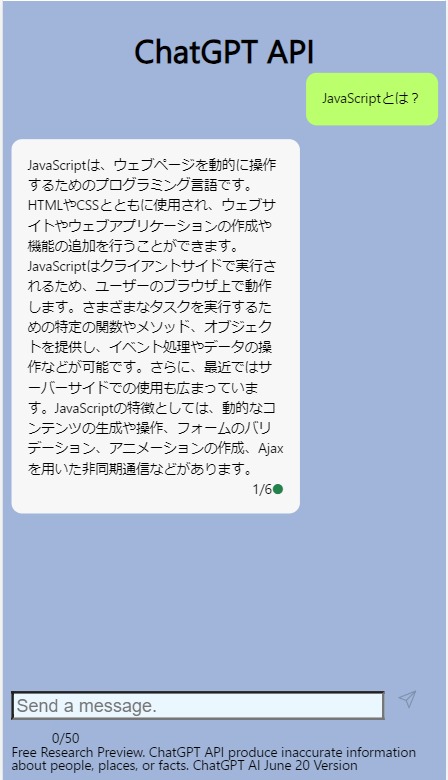 ChatGPT API
JavaScriptとは？
JavaScriptは、ウェブページを動的に操作
するためのプログラミング言語です。
HTMLやCSSとともに使用され、ウェブサ
イトやウェブアプリケーションの作成や
機能の追加を行うことができます。
JavaScriptはクライアントサイドで実行さ
れるため、ユーザーのブラウザ上で動作
します。さまざまなタスクを実行するた
めの特定の関数やメソッド、オブジェク
トを提供し、イベント処理やデータの操
作などが可能です。さらに、最近ではサ
ーバーサイドでの使用も広まっていま
す。JavaScriptの特徴としては、動的なコ
ンテンツの生成や操作、フォームのバリ
デーション、アニメーションの作成、Ajax
を用いた非同期通信などがあります。
1/6
Send a message.
0/50
Free Research Preview. ChatGPT API produce inaccurate information
about people, places, or facts. ChatGPT AI June 20 Version